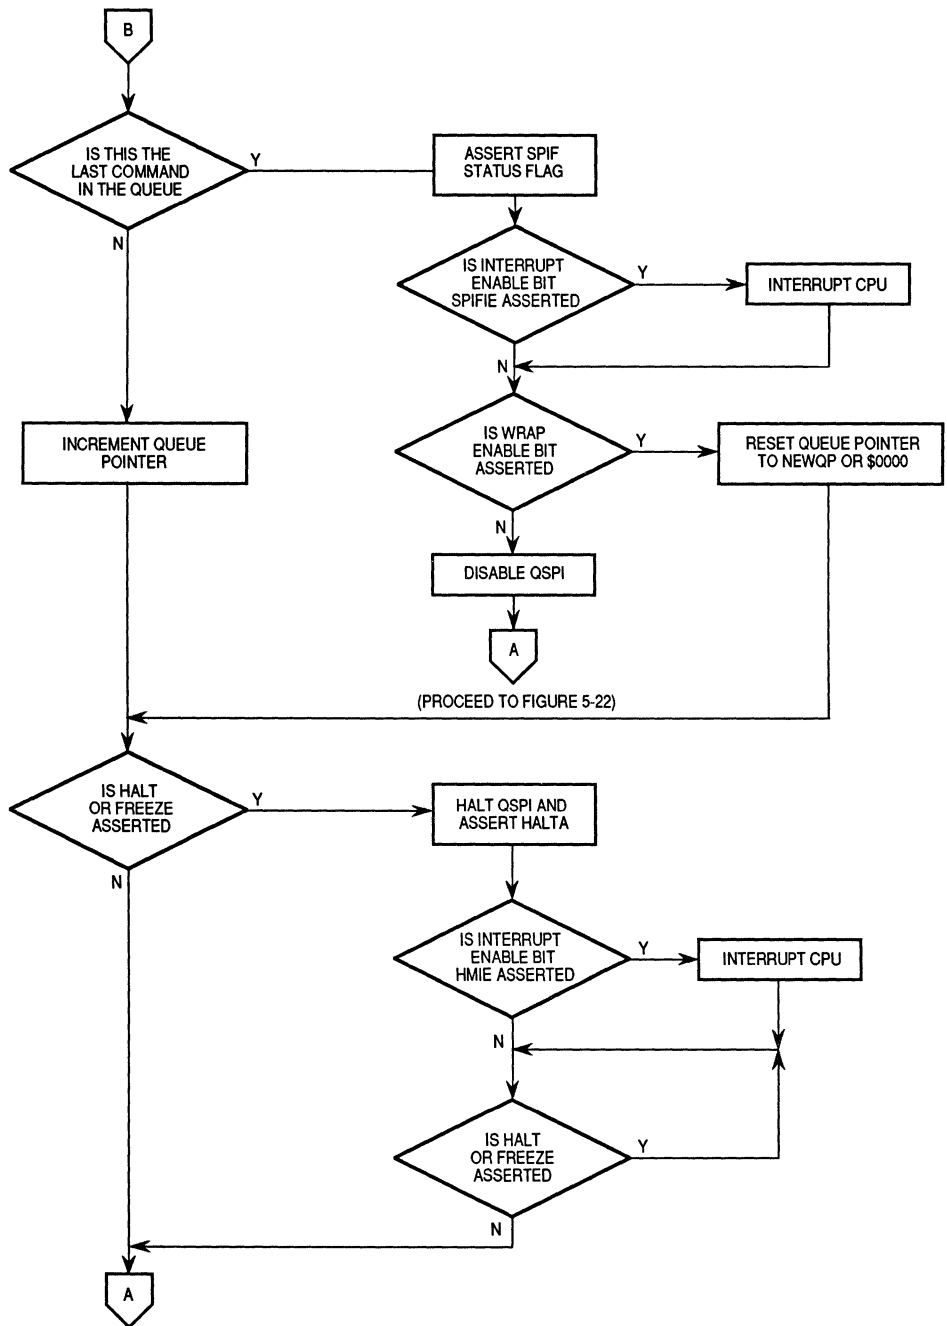 B
IS THIS THE
LAST COMMAND
IN THE QUEUE
Y
ASSERT SPIF
STATUS FLAG
N
IS INTERRUPT
ENABLE BIT
SPIFIE ASSERTED
Y
INTERRUPT CPU
N
INCREMENT QUEUE
POINTER
IS WRAP
ENABLE BIT
ASSERTED
Y
RESET QUEUE POINTER
TO NEWQP OR $0000
N
DISABLE QSPI
A
(PROCEED TO FIGURE 5-22)
IS HALT
OR FREEZE
ASSERTED
Y
HALT QSPI AND
ASSERT HALTA
N
IS INTERRUPT
ENABLE BIT
HMIE ASSERTED
Y
INTERRUPT CPU
N
IS HALT
OR FREEZE
ASSERTED
Y
N
A